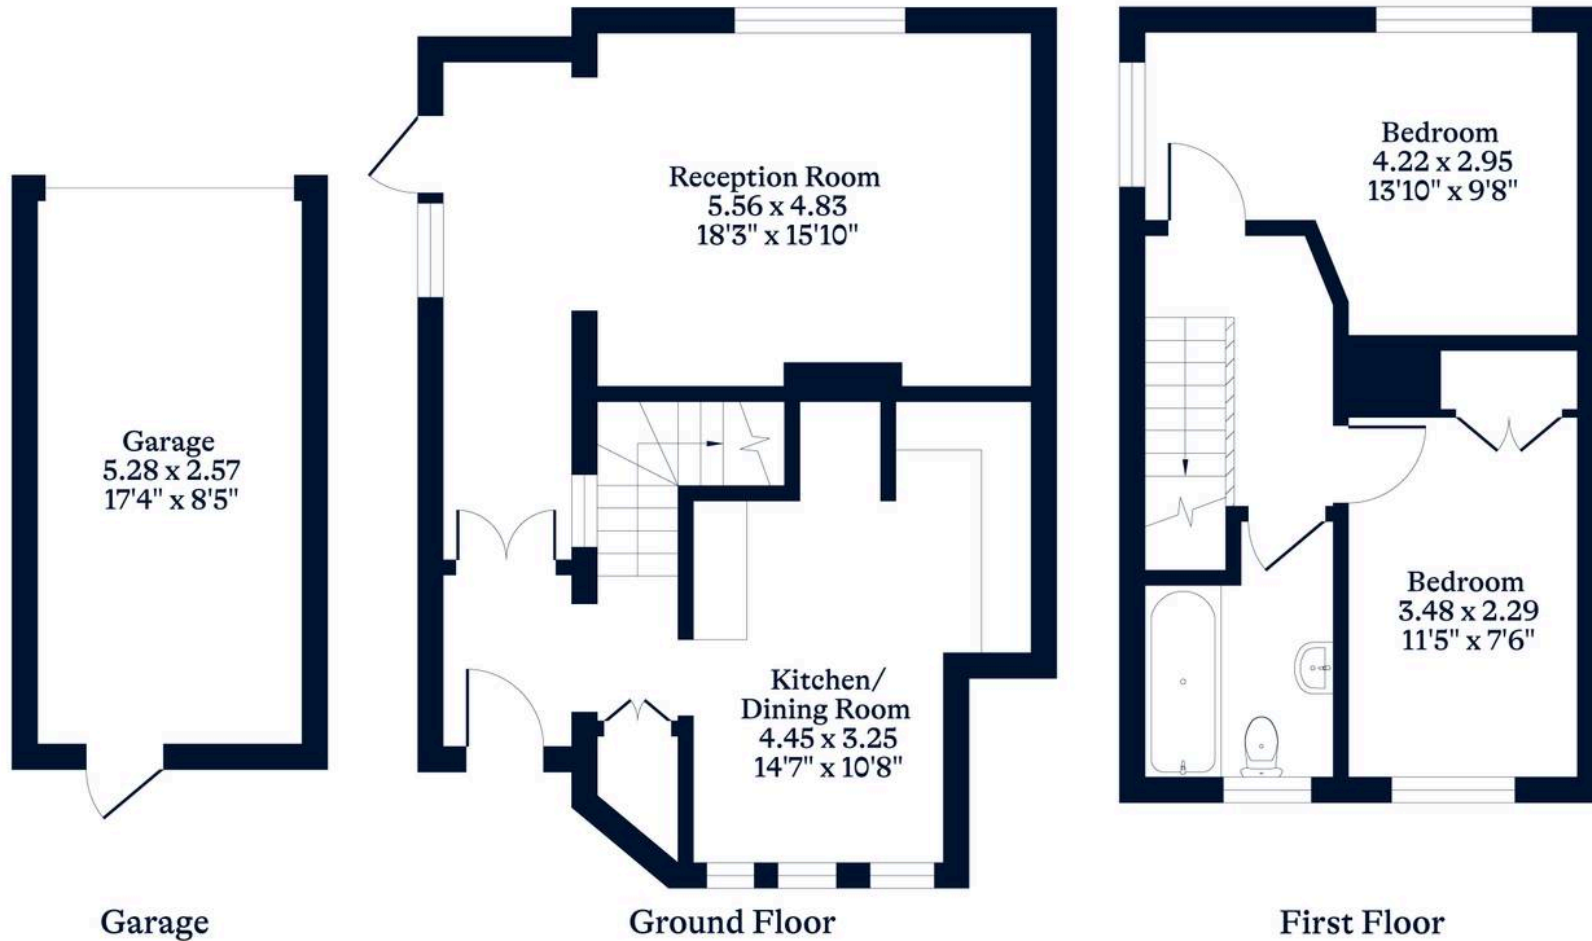 Garage
5.28 x 2.57
17'4" x 8'5"
Garage
Reception Room
5.56 x 4.83
18'3" x 15'10"
Kitchen/
Dining Room
4.45 x 3.25
14'7" x 10'8"
Ground Floor
Bedroom
4.22 x 2.95
13'10" x 9'8"
Bedroom
3.48 x 2.29
11'5" x 7'6"
First Floor